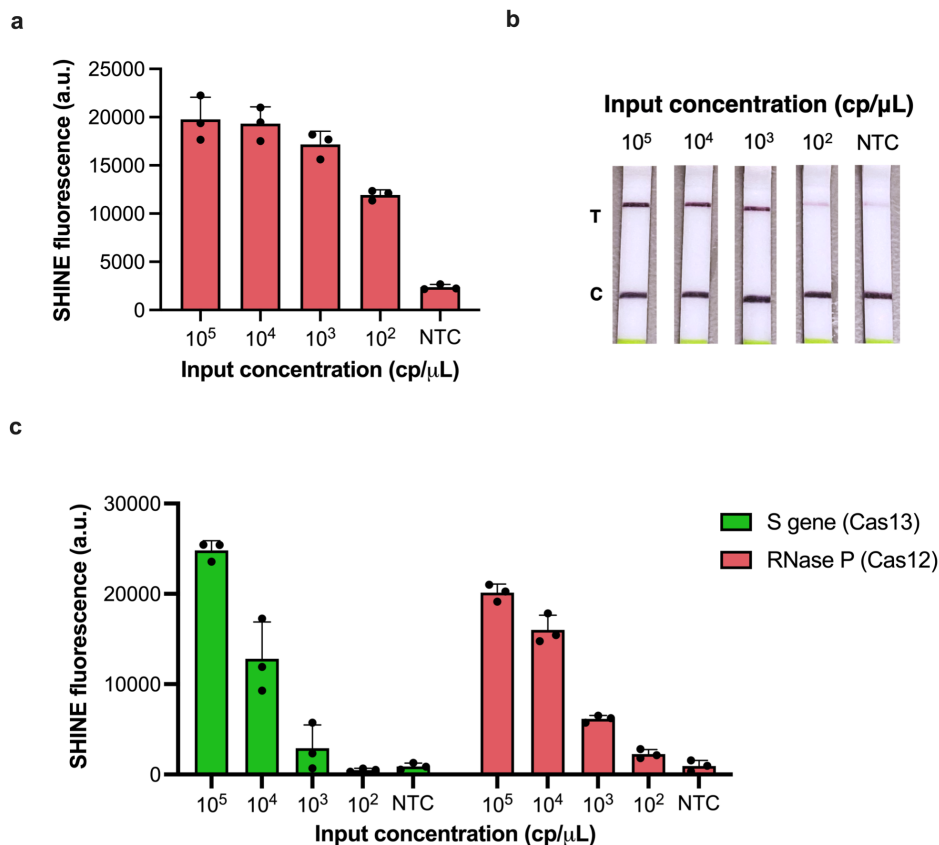 a
SHINE fluorescence (a.u.)
25000
20000
15000
10000
5000
0
10⁵ 10⁴ 10³ 10² NTC
Input concentration (cp/μL)
b
Input concentration (cp/μL)
10⁵ 10⁴ 10³ 10² NTC
T
C
c
SHINE fluorescence (a.u.)
30000
20000
10000
0
10⁵ 10⁴ 10³ 10² NTC 10⁵ 10⁴ 10³ 10² NTC
Input concentration (cp/μL)
S gene (Cas13)
RNase P (Cas12)